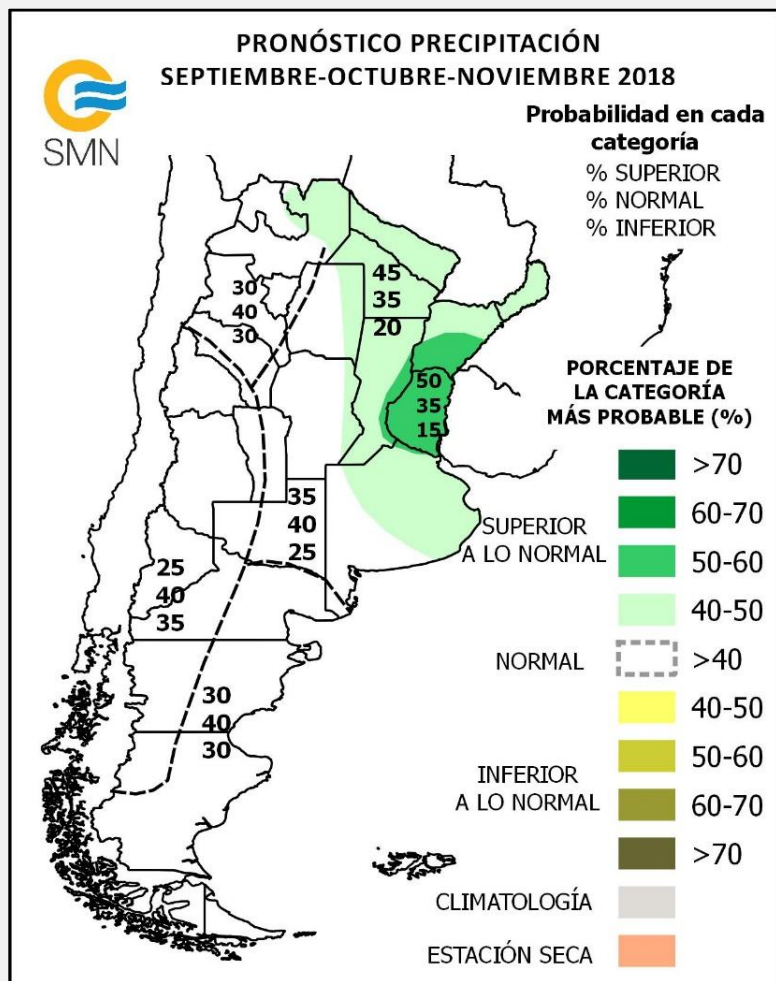 PRONÓSTICO PRECIPITACIÓN
SEPTIEMBRE-OCTUBRE-NOVIEMBRE 2018
SMN
Probabilidad en cada
categoría
% SUPERIOR
% NORMAL
% INFERIOR
45
35
20
30
40
30
50
35
15
35
40
25
25
40
35
30
40
30
PORCENTAJE DE
LA CATEGORÍA
MÁS PROBABLE (%)
SUPERIOR
A LO NORMAL
>70
60-70
50-60
40-50
NORMAL
>40
INFERIOR
A LO NORMAL
40-50
50-60
60-70
>70
CLIMATOLOGÍA
ESTACIÓN SECA